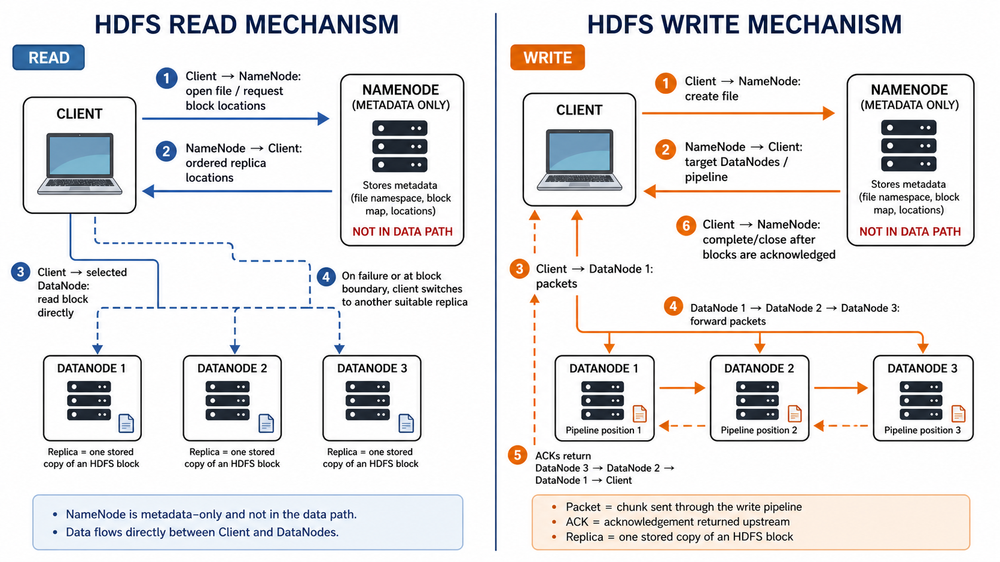 HDFS READ MECHANISM
READ
1
Client → NameNode:
open file / request
block locations
CLIENT
NAMENODE
(METADATA ONLY)
2
NameNode → Client:
ordered replica
locations
Stores metadata
(file namespace, block
map, locations)
NOT IN DATA PATH
3
Client → selected
DataNode:
read block
directly
4
On failure or at block
boundary, client switches
to another suitable replica
DATANODE 1
DATANODE 2
DATANODE 3
Replica = one stored
copy of an HDFS block
Replica = one stored
copy of an HDFS block
Replica = one stored
copy of an HDFS block
• NameNode is metadata-only and not in the data path.
• Data flows directly between Client and DataNodes.
HDFS WRITE MECHANISM
WRITE
1
Client → NameNode:
create file
CLIENT
NAMENODE
(METADATA ONLY)
2
NameNode → Client:
target DataNodes /
pipeline
Stores metadata
(file namespace, block
map, locations)
NOT IN DATA PATH
6
Client → NameNode:
complete/close after
blocks are acknowledged
3
Client → DataNode 1:
packets
4
DataNode 1 → DataNode 2 → DataNode 3:
forward packets
DATANODE 1
Pipeline position 1
DATANODE 2
Pipeline position 2
DATANODE 3
Pipeline position 3
5
ACKs return
DataNode 3 → DataNode 2 →
DataNode 1 → Client
• Packet = chunk sent through the write pipeline
• ACK = acknowledgement returned upstream
• Replica = one stored copy of an HDFS block